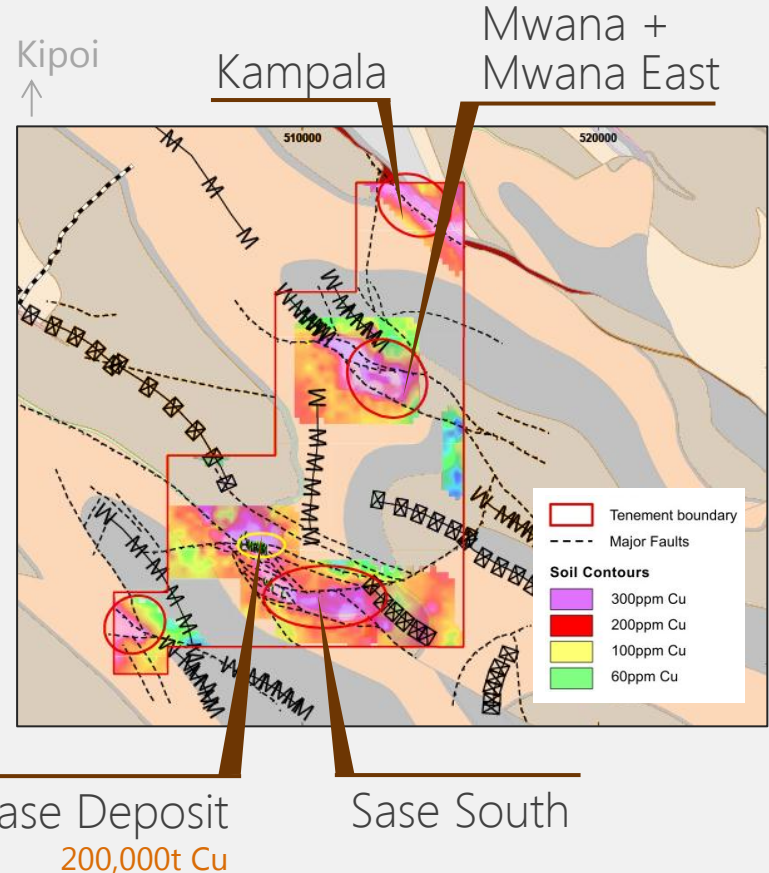 Mwana +
Mwana East
Kipoi
Kampala
510000
520000
Tenement boundary
Major Faults
Soil Contours
300ppm Cu
200ppm Cu
100ppm Cu
60ppm Cu
ase Deposit
200,000t Cu
Sase South